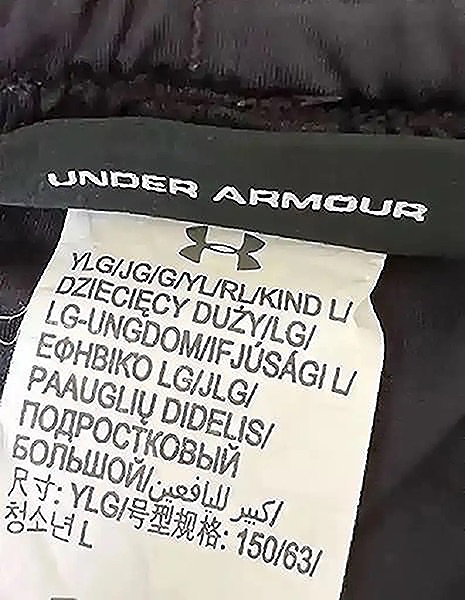 UNDER ARMOUR
YLG/JG/G/YL/RL/KIND L/
DZIECIĘCY DUŻY/LG/
LG-UNGDOM/IFJÚSÁGI L/
ΕΦΗΒΙΚΟ LG/JLG/
PAAUGLIŲ DIDELIS/
ПОДРОСТКОВЫЙ
БОЛЬШОЙ/اكبير لليافعين/
尺寸: YLG/号型规格: 150/63/
청소년 L